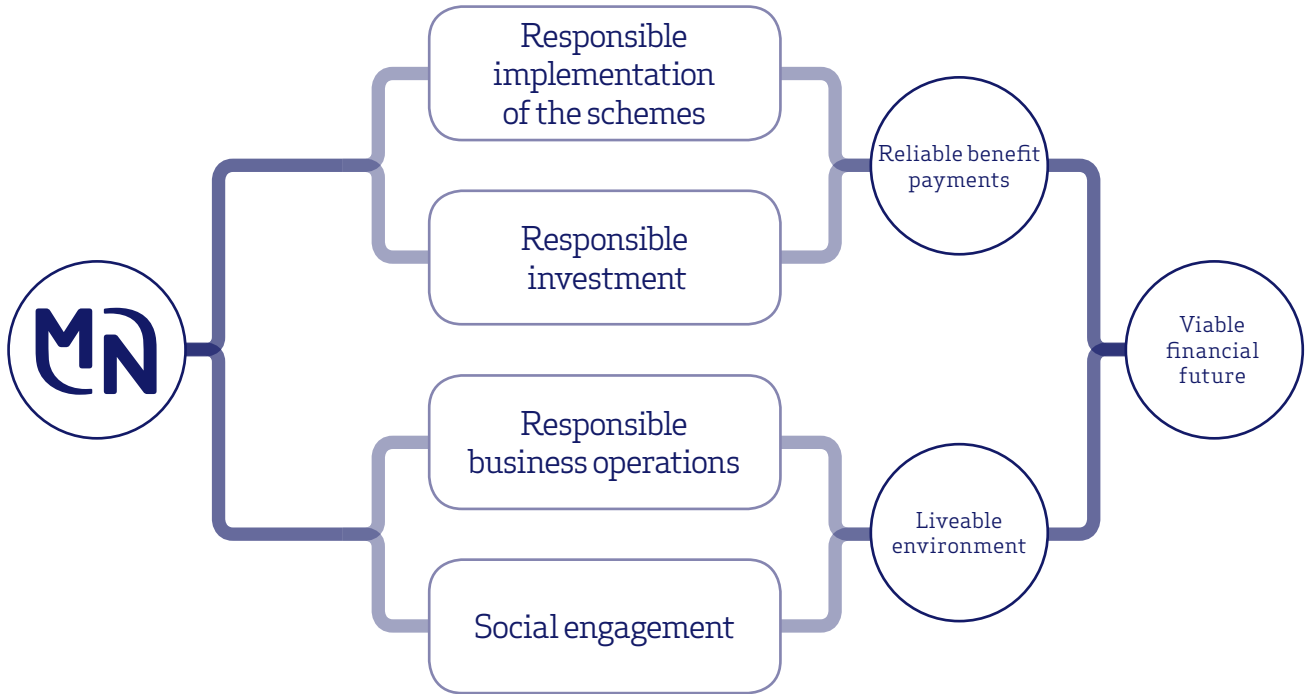 MN
Responsible
implementation
of the schemes
Responsible
investment
Responsible
business operations
Social engagement
Reliable benefit
payments
Liveable
environment
Viable
financial
future